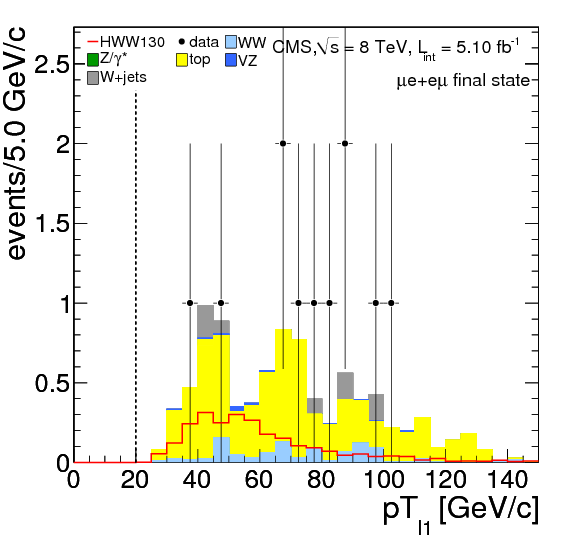 HWW130 data WW CMS,√s = 8 TeV, L_int = 5.10 fb⁻¹
Z/γ* top VZ
W+jets μe+eμ final state
events/5.0 GeV/c
2.5
2
1.5
1
0.5
0
0 20 40 60 80 100 120 140
pT_l1 [GeV/c]